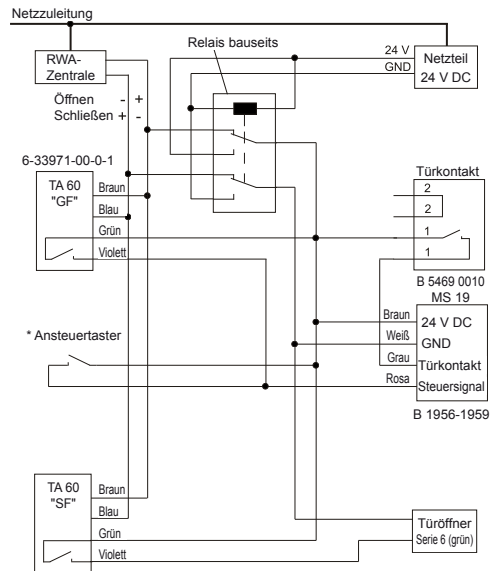 Netzzuleitung
RWA-
Zentrale
Relais bauseits
24 V
GND
Netzteil
24 V DC
Öffnen - +
Schließen + -
6-33971-00-0-1
TA 60
"GF"
Braun
Blau
Grün
Violett
Türkontakt
2
2
1
1
B 5469 0010
MS 19
Braun
Weiß
Grau
Rosa
24 V DC
GND
Türkontakt
Steuersignal
B 1956-1959
* Ansteuertaster
TA 60
"SF"
Braun
Blau
Grün
Violett
Türöffner
Serie 6 (grün)